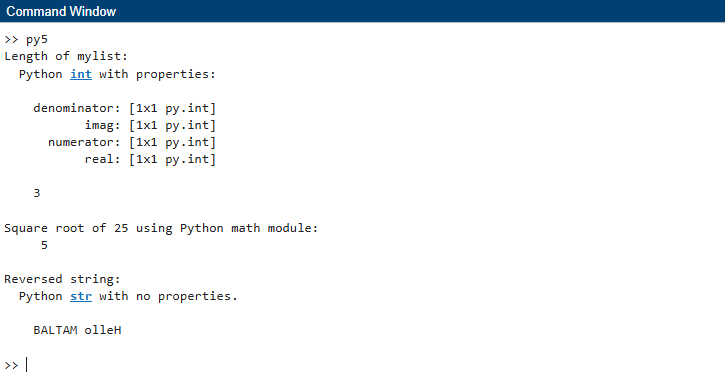 Command Window
>> py5
Length of mylist:
Python int with properties:
denominator: [1x1 py.int]
imag: [1x1 py.int]
numerator: [1x1 py.int]
real: [1x1 py.int]
3
Square root of 25 using Python math module:
5
Reversed string:
Python str with no properties.
BALTAM olleH
>>